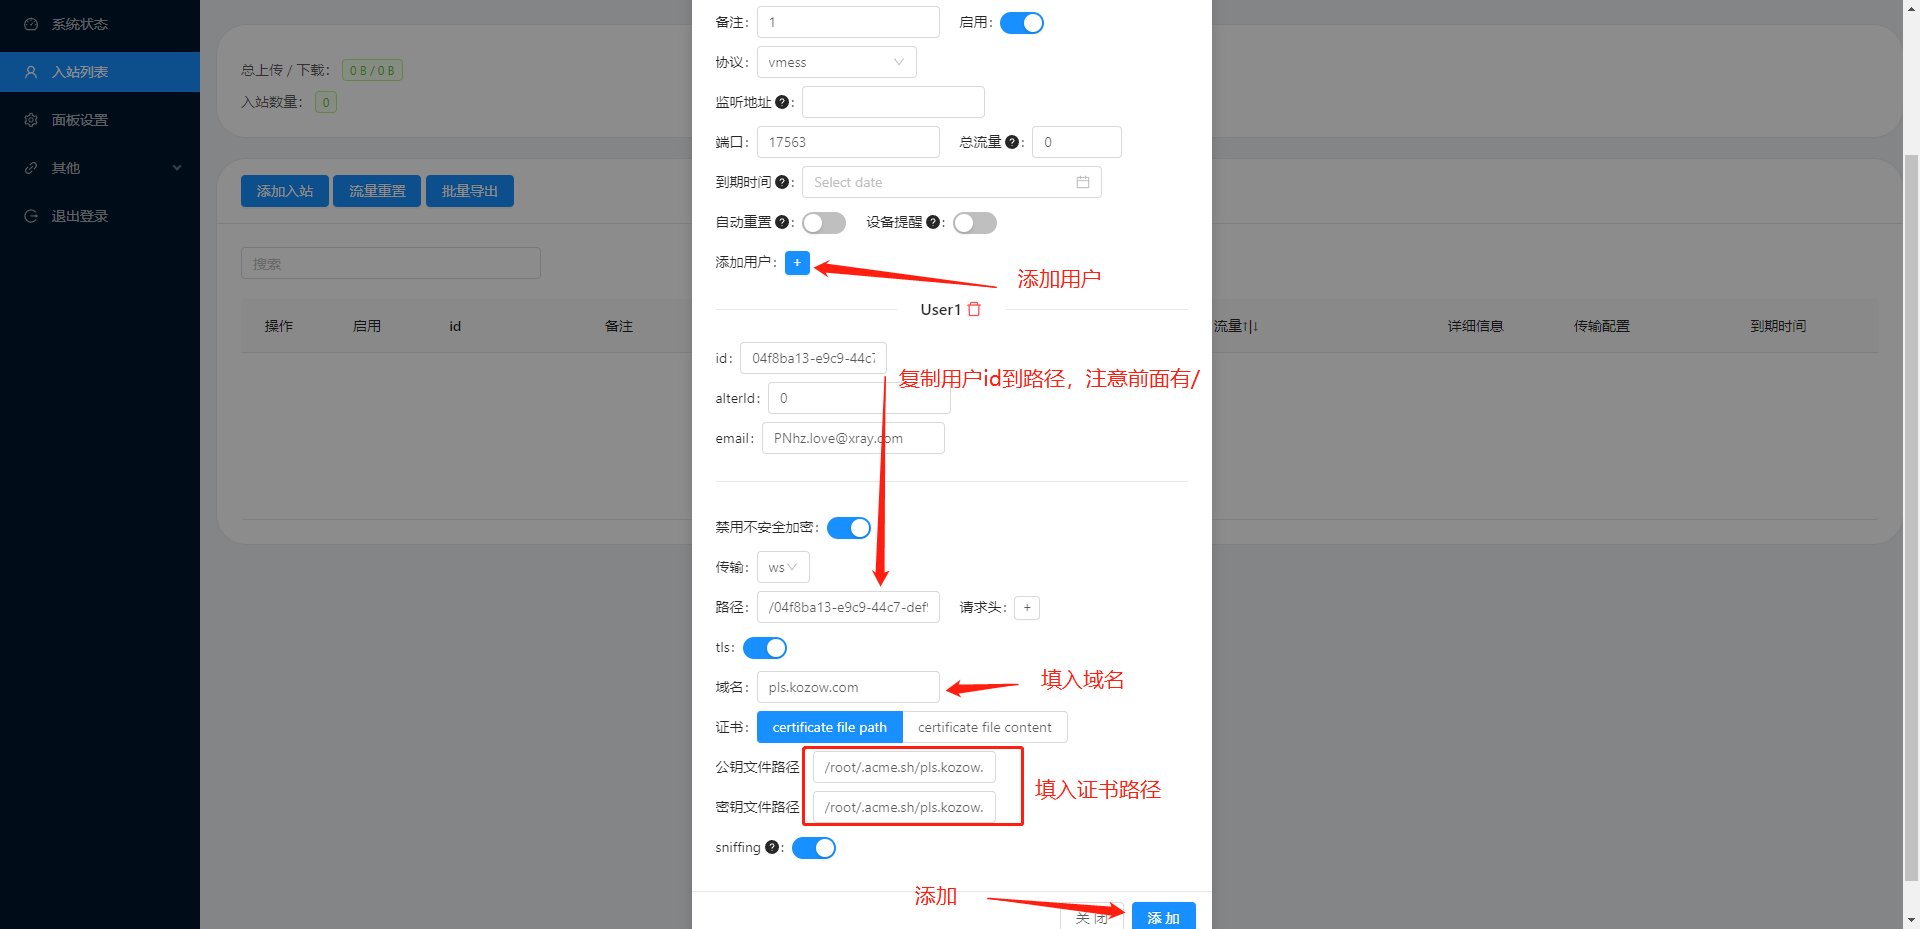 系统状态
入站列表
面板设置
其他
退出登录
总上传 / 下载: 0 B / 0 B
入站数量: 0
添加入站 流量重置 批量导出
搜索
操作 启用 id 备注 流量↑|↓ 详细信息 传输配置 到期时间
备注: 1 启用:
协议: vmess
监听地址 ? :
端口: 17563 总流量 ? : 0
到期时间 ? : Select date
自动重置 ? : 设备提醒 ? :
添加用户: + 添加用户
User1
id: 04f8ba13-e9c9-44c7
复制用户id到路径，注意前面有/
alterId: 0
email: PNhz.love@xray.com
禁用不安全加密:
传输: ws
路径: /04f8ba13-e9c9-44c7-def 请求头: +
tls:
域名: pls.kozow.com 填入域名
证书: certificate file path certificate file content
公钥文件路径 /root/.acme.sh/pls.kozow.
填入证书路径
密钥文件路径 /root/.acme.sh/pls.kozow.
sniffing ? :
添加
关 闭 添 加